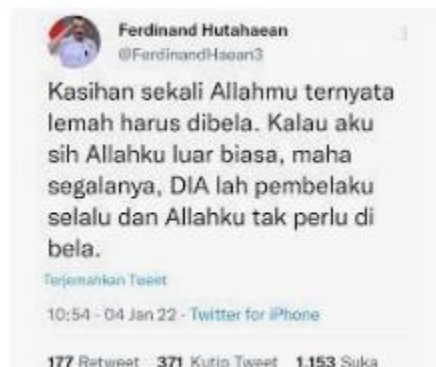 Ferdinand Hutahaean
@FerdinandHaean3
Kasihan sekali Allahmu ternyata
lemah harus dibela. Kalau aku
sih Allahku luar biasa, maha
segalanya, DIA lah pembelaku
selalu dan Allahku tak perlu di
bela.
Terjemahkan Tweet
10:54 - 04 Jan 22 - Twitter for iPhone
177 Retweet 371 Kutip Tweet 1.153 Suka